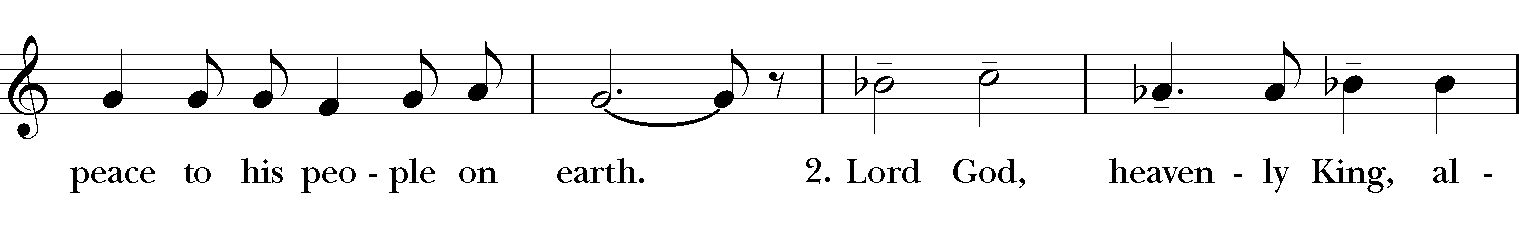 peace to his peo - ple on earth. 2. Lord God, heaven - ly King, al -